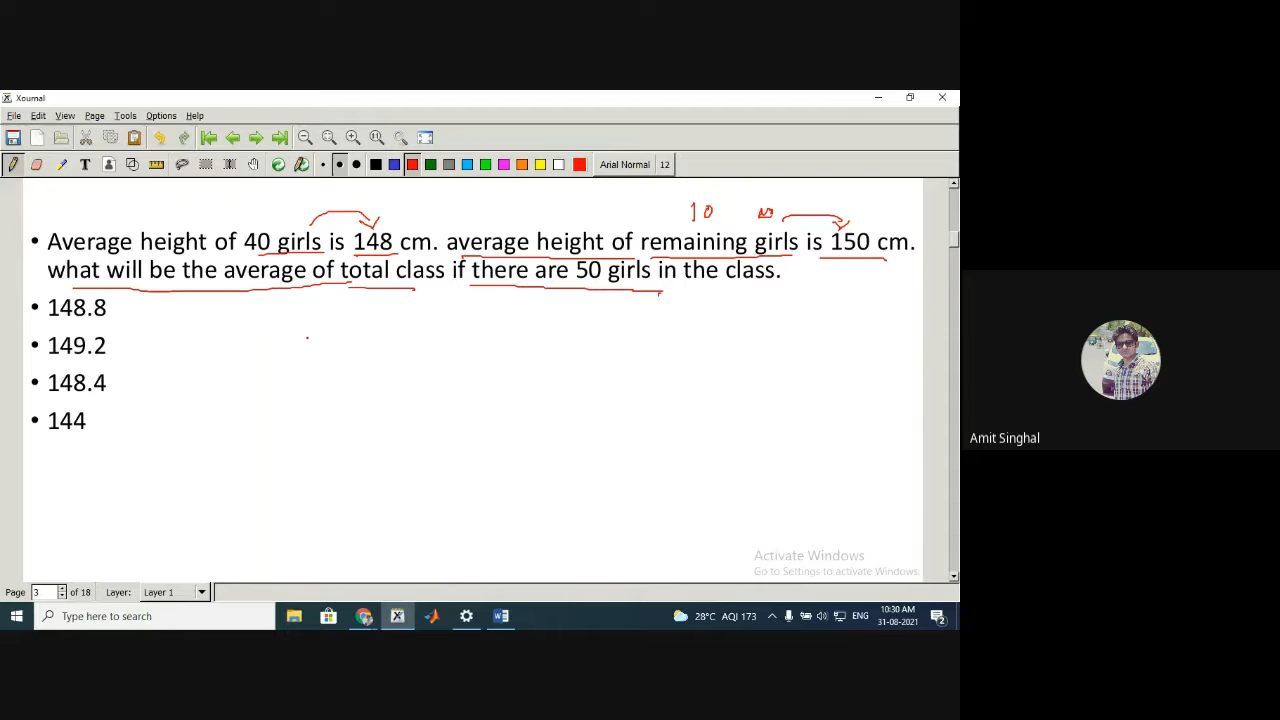 Xournal
File Edit View Page Tools Options Help
T Arial Normal 12
10
• Average height of 40 girls is 148 cm. average height of remaining girls is 150 cm.
what will be the average of total class if there are 50 girls in the class.
• 148.8
• 149.2
• 148.4
• 144
Amit Singhal
Activate Windows
Go to Settings to activate Windows.
Page 3 of 18 Layer: Layer 1
Type here to search 28°C AQI 173 ENG 10:30 AM
31-08-2021 2